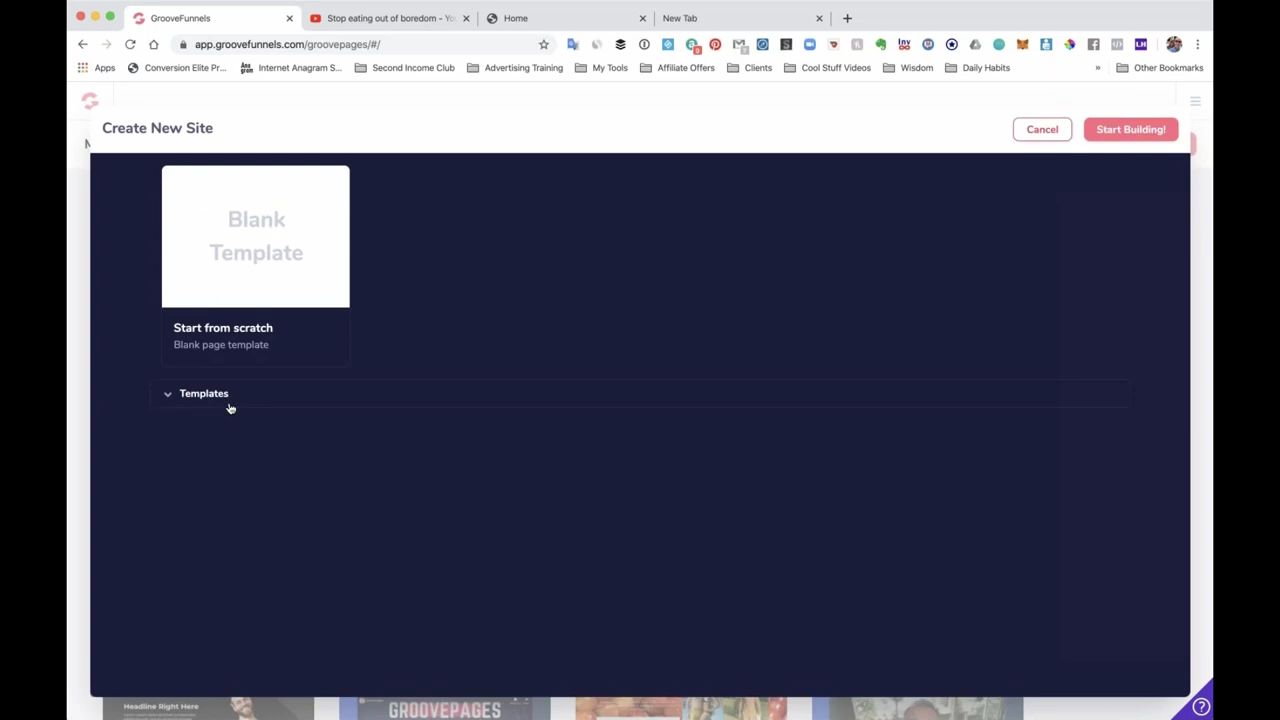 GrooveFunnels
Stop eating out of boredom - Yo
Home
New Tab
app.groovefunnels.com/groovepages/#/
Apps
Conversion Elite Pr...
Internet Anagram S...
Second Income Club
Advertising Training
My Tools
Affiliate Offers
Clients
Cool Stuff Videos
Wisdom
Daily Habits
»
Other Bookmarks
Create New Site
Cancel
Start Building!
Blank
Template
Start from scratch
Blank page template
Templates
Headline Right Here
GROOVEPAGES